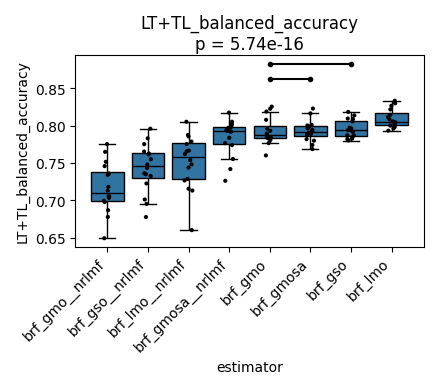 LT+TL_balanced_accuracy
p = 5.74e-16
LT+TL_balanced_accuracy
0.85
0.80
0.75
0.70
0.65
brf_gmo__nrlmf
brf_gso__nrlmf
brf_lmo__nrlmf
brf_gmosa__nrlmf
brf_gmo
brf_gmosa
brf_gso
brf_lmo
estimator